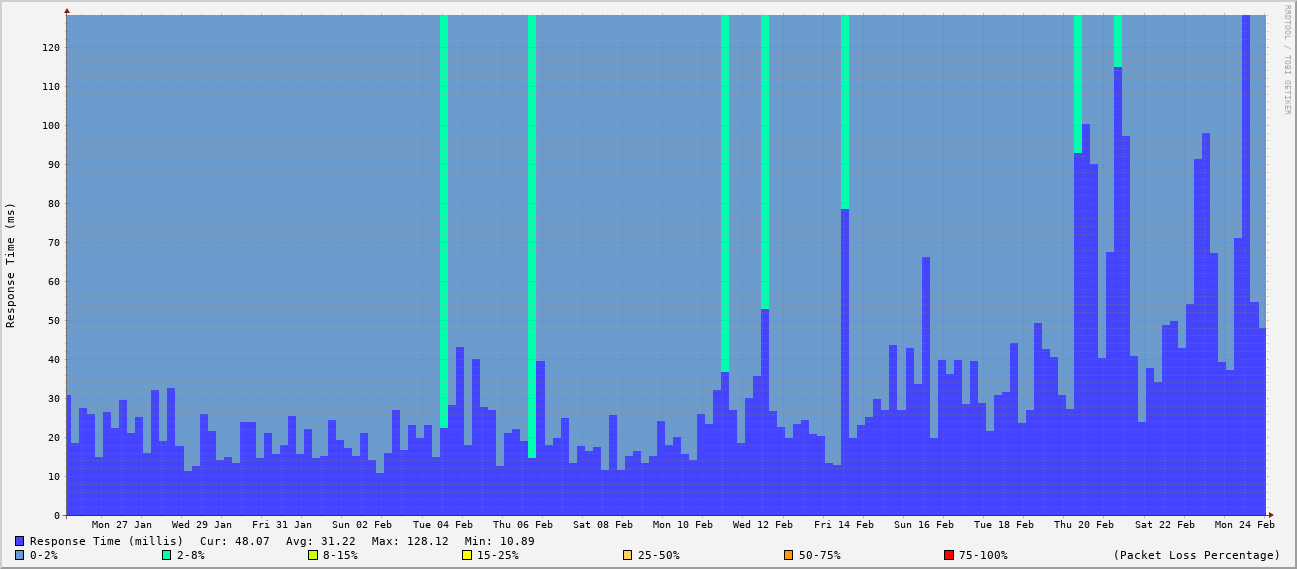 RRDTOOL / TOBI OETIKER
Response Time (ms)
120
110
100
90
80
70
60
50
40
30
20
10
0
Mon 27 Jan Wed 29 Jan Fri 31 Jan Sun 02 Feb Tue 04 Feb Thu 06 Feb Sat 08 Feb Mon 10 Feb Wed 12 Feb Fri 14 Feb Sun 16 Feb Tue 18 Feb Thu 20 Feb Sat 22 Feb Mon 24 Feb
Response Time (millis) Cur: 48.07 Avg: 31.22 Max: 128.12 Min: 10.89
0-2% 2-8% 8-15% 15-25% 25-50% 50-75% 75-100% (Packet Loss Percentage)